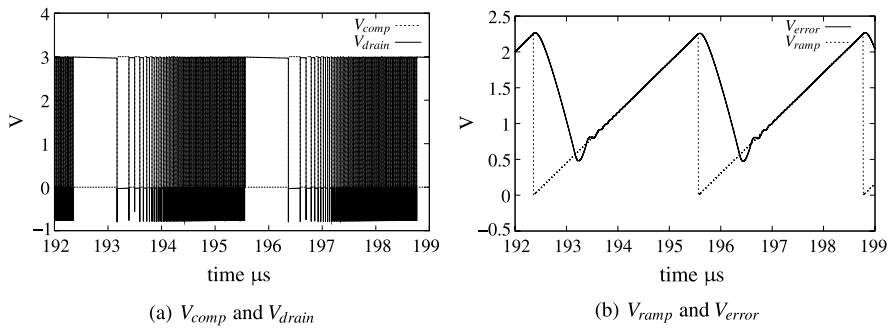 V_comp
V_drain
4
3
2
1
0
−1
V
192 193 194 195 196 197 198 199
time μs
(a) V_comp and V_drain
V_error
V_ramp
2.5
2
1.5
1
0.5
0
−0.5
V
192 193 194 195 196 197 198 199
time μs
(b) V_ramp and V_error